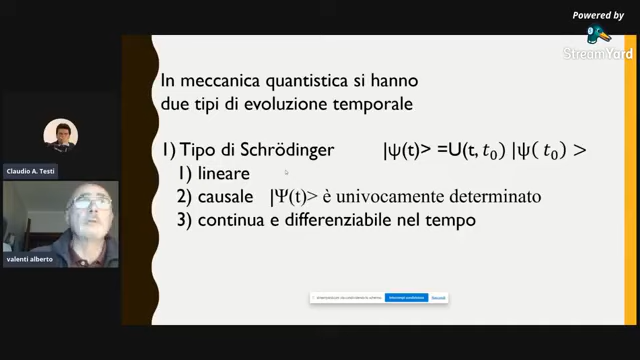 Powered by
StreamYard
In meccanica quantistica si hanno
due tipi di evoluzione temporale
1) Tipo di Schrödinger |ψ(t)> =U(t, t₀) |ψ( t₀) >
1) lineare
2) causale |Ψ(t)> è univocamente determinato
3) continua e differenziabile nel tempo
Claudio A. Testi
valenti alberto